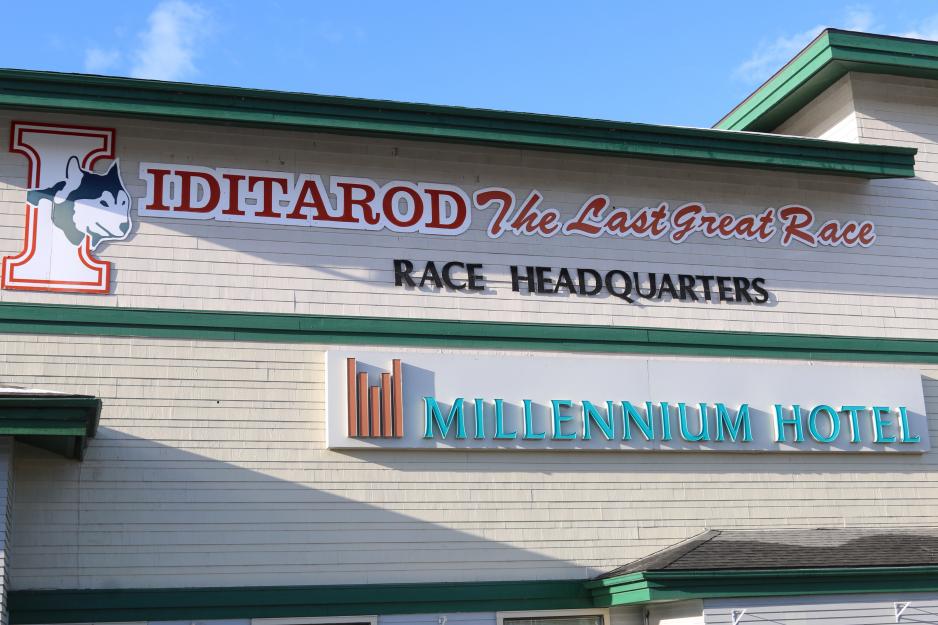 I
IDITAROD The Last Great Race
RACE HEADQUARTERS
MILLENNIUM HOTEL